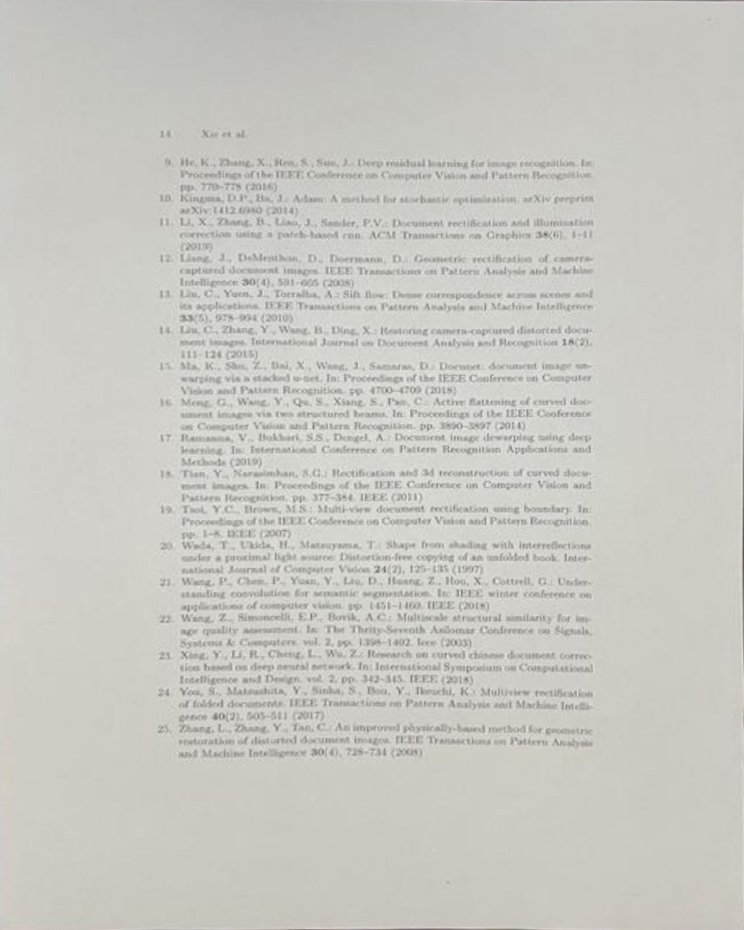 14 Xie et al.
9. He, K., Zhang, X., Ren, S., Sun, J.: Deep residual learning for image recognition. In:
Proceedings of the IEEE Conference on Computer Vision and Pattern Recognition.
pp. 770–778 (2016)
10. Kingma, D.P., Ba, J.: Adam: A method for stochastic optimization. arXiv preprint
arXiv:1412.6980 (2014)
11. Li, X., Zhang, B., Liao, J., Sander, P.V.: Document rectification and illumination
correction using a patch-based cnn. ACM Transactions on Graphics 38(6), 1–11
(2019)
12. Liang, J., DeMenthon, D., Doermann, D.: Geometric rectification of camera-
captured document images. IEEE Transactions on Pattern Analysis and Machine
Intelligence 30(4), 591–605 (2008)
13. Liu, C., Yuen, J., Torralba, A.: Sift flow: Dense correspondence across scenes and
its applications. IEEE Transactions on Pattern Analysis and Machine Intelligence
33(5), 978–994 (2010)
14. Liu, C., Zhang, Y., Wang, B., Ding, X.: Restoring camera-captured distorted docu-
ment images. International Journal on Document Analysis and Recognition 18(2),
111–124 (2015)
15. Ma, K., Shu, Z., Bai, X., Wang, J., Samaras, D.: Docunet: document image un-
warping via a stacked u-net. In: Proceedings of the IEEE Conference on Computer
Vision and Pattern Recognition. pp. 4700–4709 (2018)
16. Meng, G., Wang, Y., Qu, S., Xiang, S., Pan, C.: Active flattening of curved doc-
ument images via two structured beams. In: Proceedings of the IEEE Conference
on Computer Vision and Pattern Recognition. pp. 3890–3897 (2014)
17. Ramanna, V., Bukhari, S.S., Dengel, A.: Document image dewarping using deep
learning. In: International Conference on Pattern Recognition Applications and
Methods (2019)
18. Tian, Y., Narasimhan, S.G.: Rectification and 3d reconstruction of curved docu-
ment images. In: Proceedings of the IEEE Conference on Computer Vision and
Pattern Recognition. pp. 377–384. IEEE (2011)
19. Tsoi, Y.C., Brown, M.S.: Multi-view document rectification using boundary. In:
Proceedings of the IEEE Conference on Computer Vision and Pattern Recognition.
pp. 1–8. IEEE (2007)
20. Wada, T., Ukida, H., Matsuyama, T.: Shape from shading with interreflections
under a proximal light source: Distortion-free copying of an unfolded book. Inter-
national Journal of Computer Vision 24(2), 125–135 (1997)
21. Wang, P., Chen, P., Yuan, Y., Liu, D., Huang, Z., Hou, X., Cottrell, G.: Under-
standing convolution for semantic segmentation. In: IEEE winter conference on
applications of computer vision. pp. 1451–1460. IEEE (2018)
22. Wang, Z., Simoncelli, E.P., Bovik, A.C.: Multiscale structural similarity for im-
age quality assessment. In: The Thrity-Seventh Asilomar Conference on Signals,
Systems & Computers. vol. 2, pp. 1398–1402. Ieee (2003)
23. Xing, Y., Li, R., Cheng, L., Wu, Z.: Research on curved chinese document correc-
tion based on deep neural network. In: International Symposium on Computational
Intelligence and Design. vol. 2, pp. 342–345. IEEE (2018)
24. You, S., Matsushita, Y., Sinha, S., Bou, Y., Ikeuchi, K.: Multiview rectification
of folded documents. IEEE Transactions on Pattern Analysis and Machine Intelli-
gence 40(2), 505–511 (2017)
25. Zhang, L., Zhang, Y., Tan, C.: An improved physically-based method for geometric
restoration of distorted document images. IEEE Transactions on Pattern Analysis
and Machine Intelligence 30(4), 728–734 (2008)